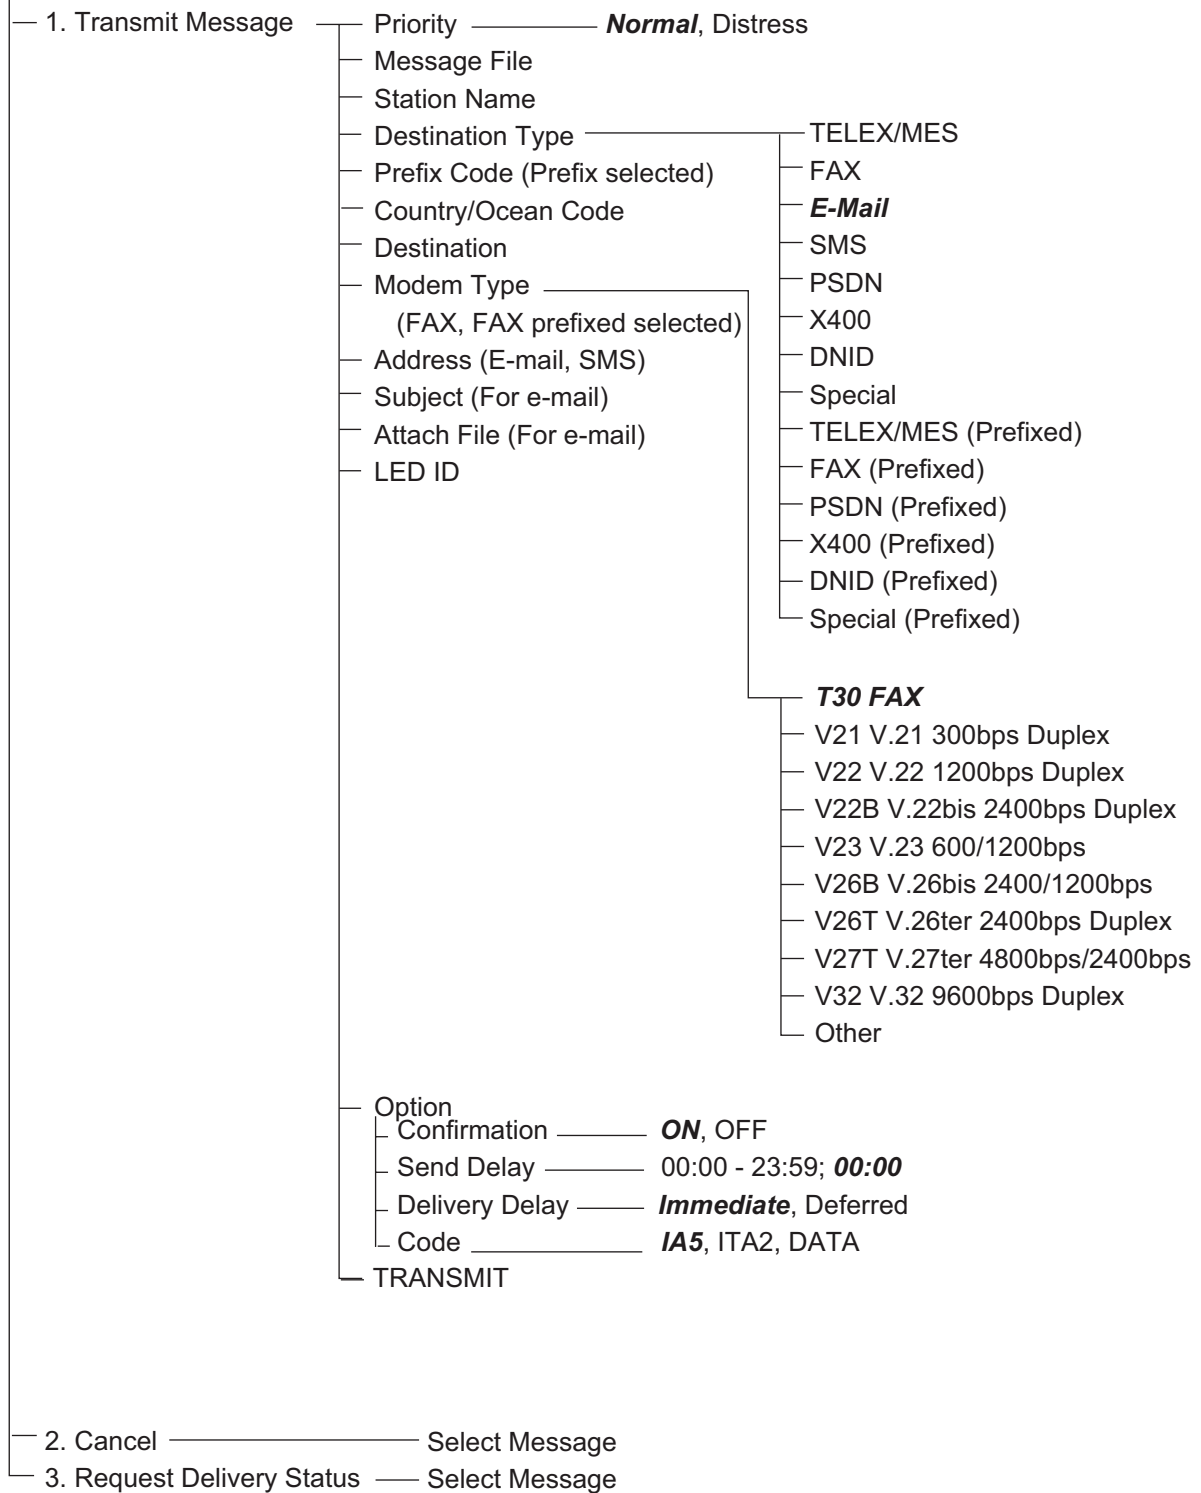 1. Transmit Message
Priority
Normal, Distress
Message File
Station Name
Destination Type
Prefix Code (Prefix selected)
Country/Ocean Code
Destination
Modem Type
(FAX, FAX prefixed selected)
Address (E-mail, SMS)
Subject (For e-mail)
Attach File (For e-mail)
LED ID
TELEX/MES
FAX
E-Mail
SMS
PSDN
X400
DNID
Special
TELEX/MES (Prefixed)
FAX (Prefixed)
PSDN (Prefixed)
X400 (Prefixed)
DNID (Prefixed)
Special (Prefixed)
T30 FAX
V21 V.21 300bps Duplex
V22 V.22 1200bps Duplex
V22B V.22bis 2400bps Duplex
V23 V.23 600/1200bps
V26B V.26bis 2400/1200bps
V26T V.26ter 2400bps Duplex
V27T V.27ter 4800bps/2400bps
V32 V.32 9600bps Duplex
Other
Option
Confirmation
ON, OFF
Send Delay
00:00 - 23:59; 00:00
Delivery Delay
Immediate, Deferred
Code
IA5, ITA2, DATA
TRANSMIT
2. Cancel
Select Message
3. Request Delivery Status
Select Message